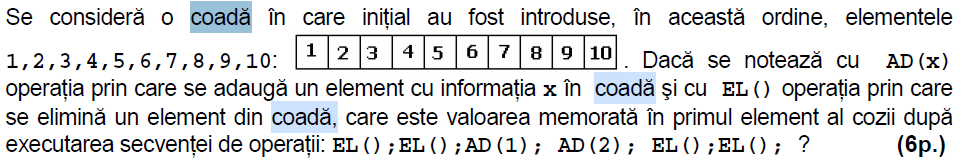 Se consideră o coadă în care inițial au fost introduse, în această ordine, elementele
1,2,3,4,5,6,7,8,9,10: 1 2 3 4 5 6 7 8 9 10 . Dacă se notează cu AD(x)
operația prin care se adaugă un element cu informația x în coadă şi cu EL() operația prin care
se elimină un element din coadă, care este valoarea memorată în primul element al cozii după
executarea secvenței de operații: EL();EL();AD(1); AD(2); EL();EL(); ? (6p.)